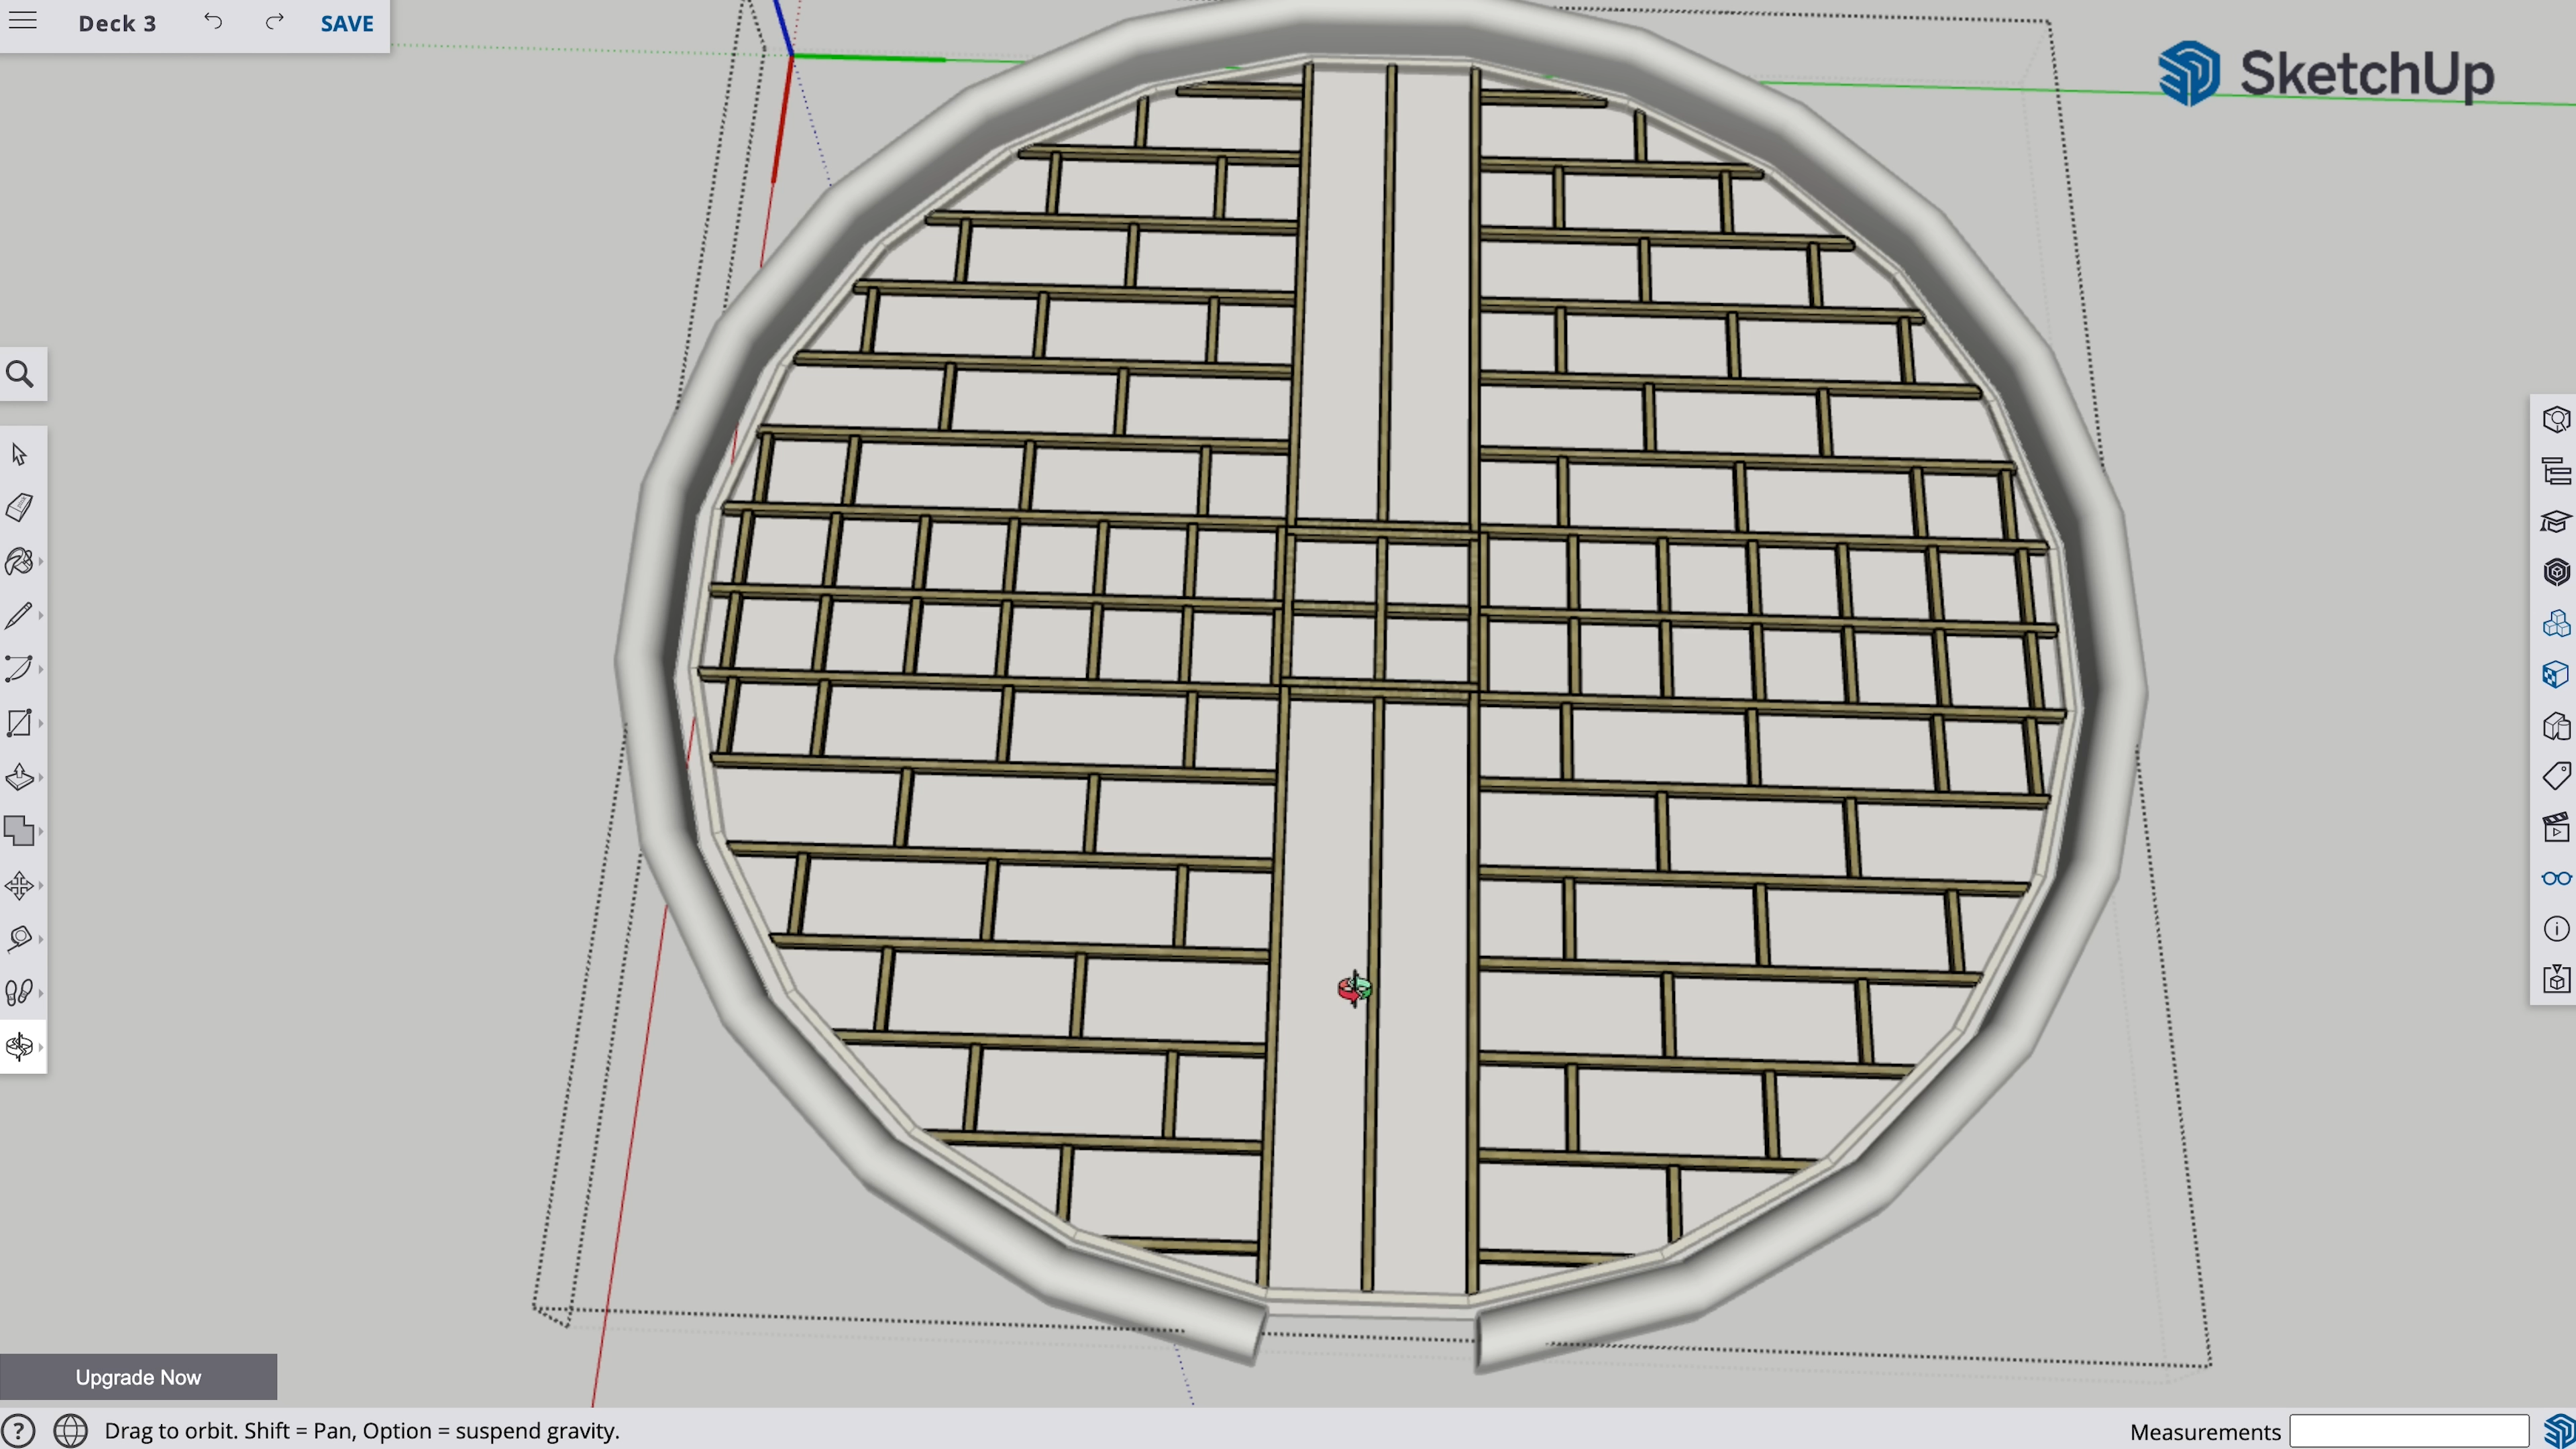 Deck 3
SAVE
SketchUp
Upgrade Now
?
Drag to orbit. Shift = Pan, Option = suspend gravity.
Measurements